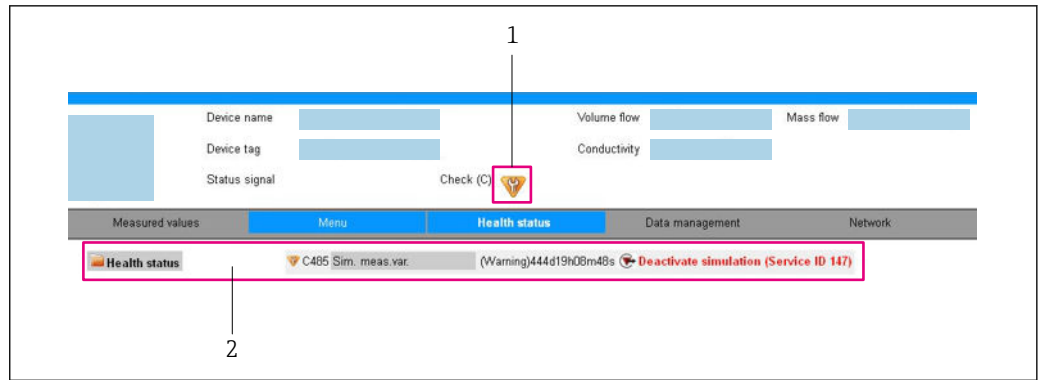 1
Device name Volume flow Mass flow
Device tag Conductivity
Status signal Check (C)
Measured values Menu Health status Data management Network
Health status C485 Sim. meas.var. (Warning)444d19h08m48s Deactivate simulation (Service ID 147)
2